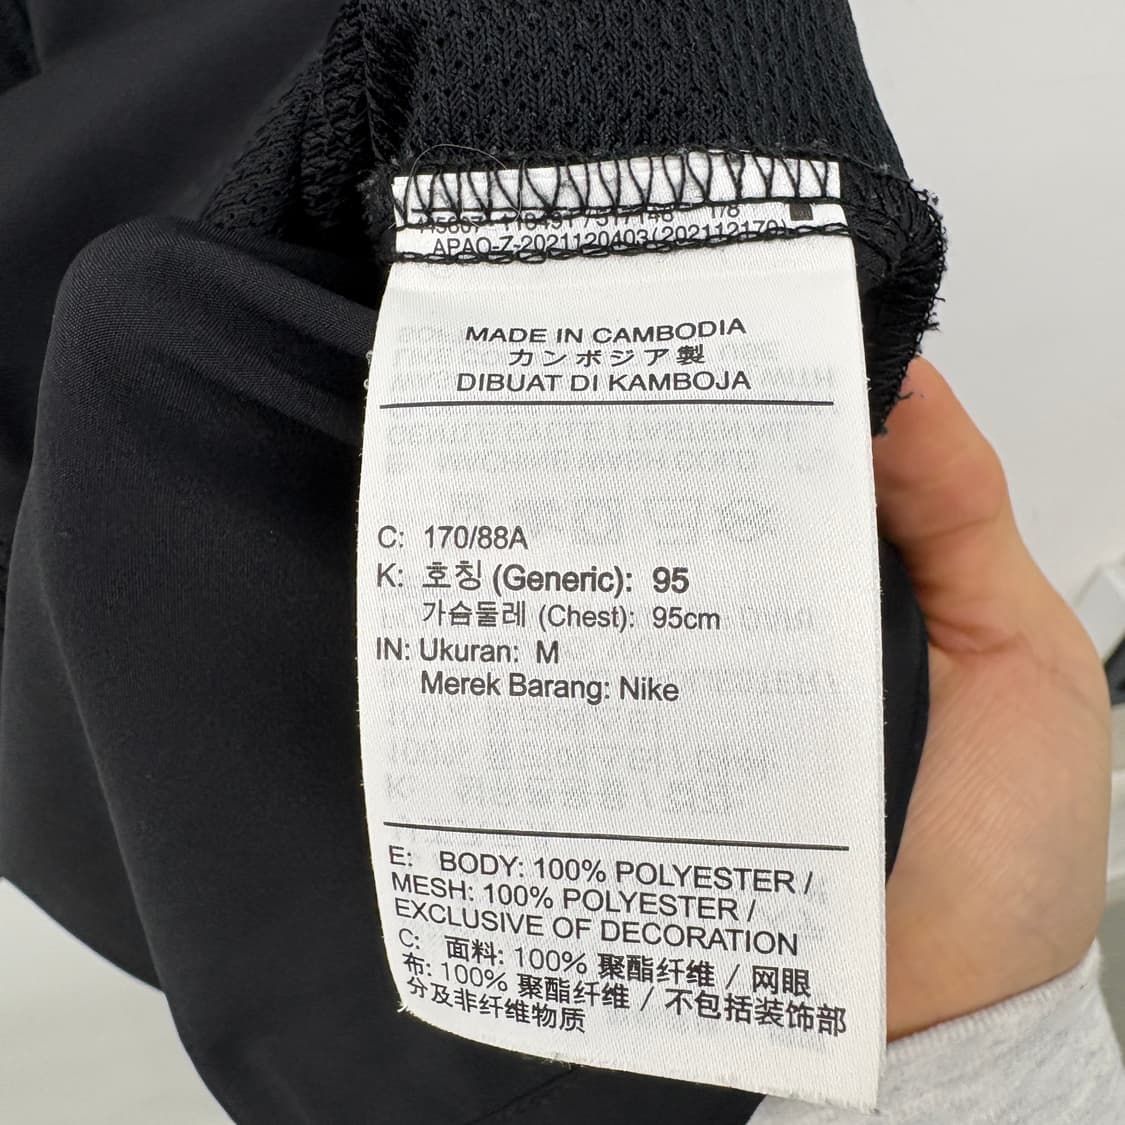 APAO-Z-2021120403(202112170)
MADE IN CAMBODIA
カンボジア製
DIBUAT DI KAMBOJA
C: 170/88A
K: 호칭 (Generic): 95
가슴둘레 (Chest): 95cm
IN: Ukuran: M
Merek Barang: Nike
E: BODY: 100% POLYESTER /
MESH: 100% POLYESTER /
EXCLUSIVE OF DECORATION
C: 面料: 100% 聚酯纤维 / 网眼
布: 100% 聚酯纤维 / 不包括装饰部
分及非纤维物质